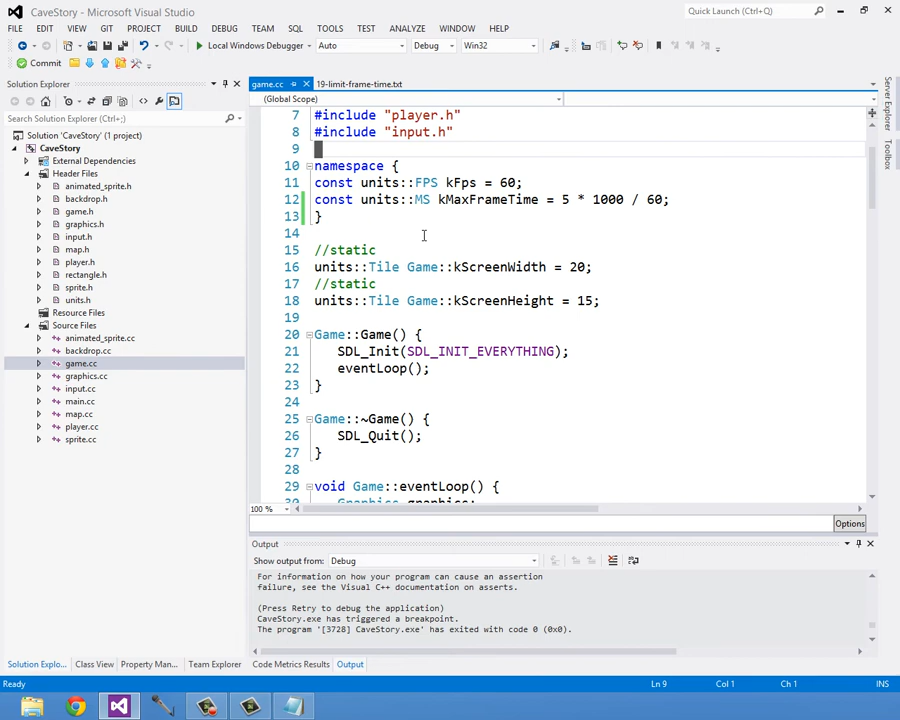 CaveStory - Microsoft Visual Studio
Quick Launch (Ctrl+Q)
FILE EDIT VIEW GIT PROJECT BUILD DEBUG TEAM SQL TOOLS TEST ANALYZE WINDOW HELP
Local Windows Debugger Auto Debug Win32
Commit
Solution Explorer
game.cc 19-limit-frame-time.txt
Server Explorer
Toolbox
(Global Scope)
Search Solution Explorer (Ctrl+;)
Solution 'CaveStory' (1 project)
CaveStory
External Dependencies
Header Files
animated_sprite.h
backdrop.h
game.h
graphics.h
input.h
map.h
player.h
rectangle.h
sprite.h
units.h
Resource Files
Source Files
animated_sprite.cc
backdrop.cc
game.cc
graphics.cc
input.cc
main.cc
map.cc
player.cc
sprite.cc
7 #include "player.h"
8 #include "input.h"
9
10 namespace {
11 const units::FPS kFps = 60;
12 const units::MS kMaxFrameTime = 5 * 1000 / 60;
13 }
14
15 //static
16 units::Tile Game::kScreenWidth = 20;
17 //static
18 units::Tile Game::kScreenHeight = 15;
19
20 Game::Game() {
21 SDL_Init(SDL_INIT_EVERYTHING);
22 eventLoop();
23 }
24
25 Game::~Game() {
26 SDL_Quit();
27 }
28
29 void Game::eventLoop() {
30 Graphics graphics;
100 %
Options
Output
Show output from: Debug
For information on how your program can cause an assertion
failure, see the Visual C++ documentation on asserts.
(Press Retry to debug the application)
CaveStory.exe has triggered a breakpoint.
The program '[3728] CaveStory.exe' has exited with code 0 (0x0).
Solution Explo... Class View Property Man... Team Explorer Code Metrics Results Output
Ready Ln 9 Col 1 Ch 1 INS